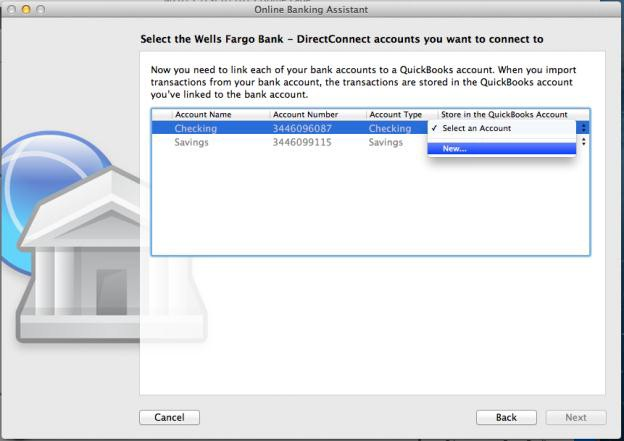 Online Banking Assistant
Select the Wells Fargo Bank – DirectConnect accounts you want to connect to
Now you need to link each of your bank accounts to a QuickBooks account. When you import
transactions from your bank account, the transactions are stored in the QuickBooks account
you've linked to the bank account.
Account Name Account Number Account Type Store in the QuickBooks Account
Checking 3446096087 Checking ✓ Select an Account
Savings 3446099115 Savings
New...
Cancel Back Next